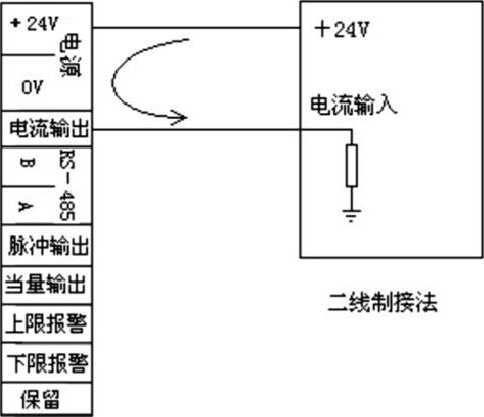 +24V
电源
0V
电流输出
RS-485
B
A
脉冲输出
当量输出
上限报警
下限报警
保留
+24V
电流输入
二线制接法